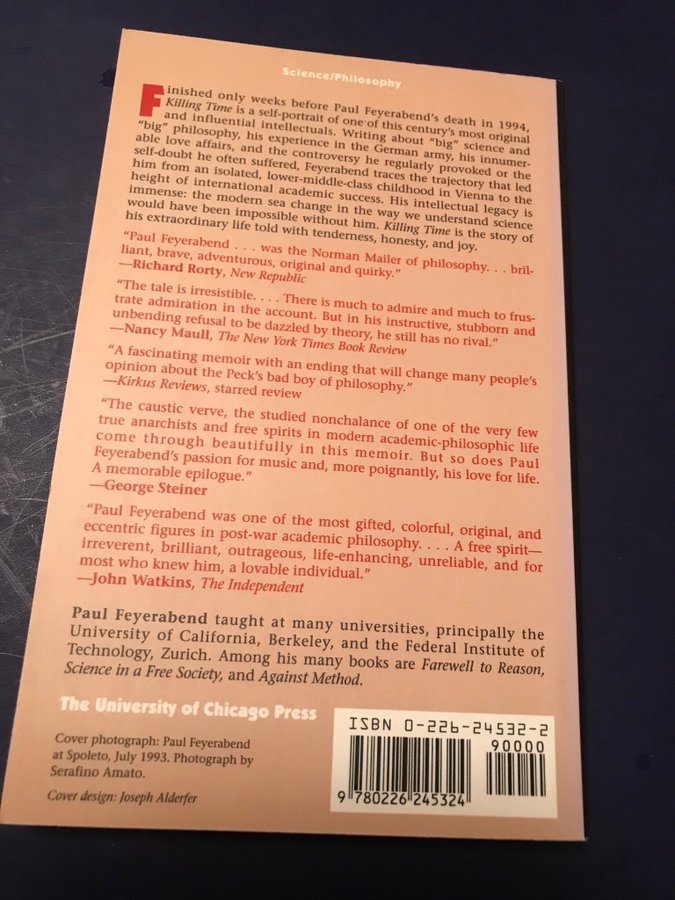 Science/Philosophy
Finished only weeks before Paul Feyerabend's death in 1994,
Killing Time is a self-portrait of one of this century's most original
and influential intellectuals. Writing about "big" science and
"big" philosophy, his experience in the German army, his innumer-
able love affairs, and the controversy he regularly provoked or the
self-doubt he often suffered, Feyerabend traces the trajectory that led
him from an isolated, lower-middle-class childhood in Vienna to the
height of international academic success. His intellectual legacy is
immense: the modern sea change in the way we understand science
would have been impossible without him. Killing Time is the story of
his extraordinary life told with tenderness, honesty, and joy.
"Paul Feyerabend . . . was the Norman Mailer of philosophy. . . bril-
liant, brave, adventurous, original and quirky."
—Richard Rorty, New Republic
"The tale is irresistible. . . . There is much to admire and much to frus-
trate admiration in the account. But in his instructive, stubborn and
unbending refusal to be dazzled by theory, he still has no rival."
—Nancy Maull, The New York Times Book Review
"A fascinating memoir with an ending that will change many people's
opinion about the Peck's bad boy of philosophy."
—Kirkus Reviews, starred review
"The caustic verve, the studied nonchalance of one of the very few
true anarchists and free spirits in modern academic-philosophic life
come through beautifully in this memoir. But so does Paul
Feyerabend's passion for music and, more poignantly, his love for life.
A memorable epilogue."
—George Steiner
"Paul Feyerabend was one of the most gifted, colorful, original, and
eccentric figures in post-war academic philosophy. . . . A free spirit—
irreverent, brilliant, outrageous, life-enhancing, unreliable, and for
most who knew him, a lovable individual."
—John Watkins, The Independent
Paul Feyerabend taught at many universities, principally the
University of California, Berkeley, and the Federal Institute of
Technology, Zurich. Among his many books are Farewell to Reason,
Science in a Free Society, and Against Method.
The University of Chicago Press
Cover photograph: Paul Feyerabend
at Spoleto, July 1993. Photograph by
Serafino Amato.
Cover design: Joseph Alderfer
ISBN 0-226-24532-2
90000
9 780226 245324